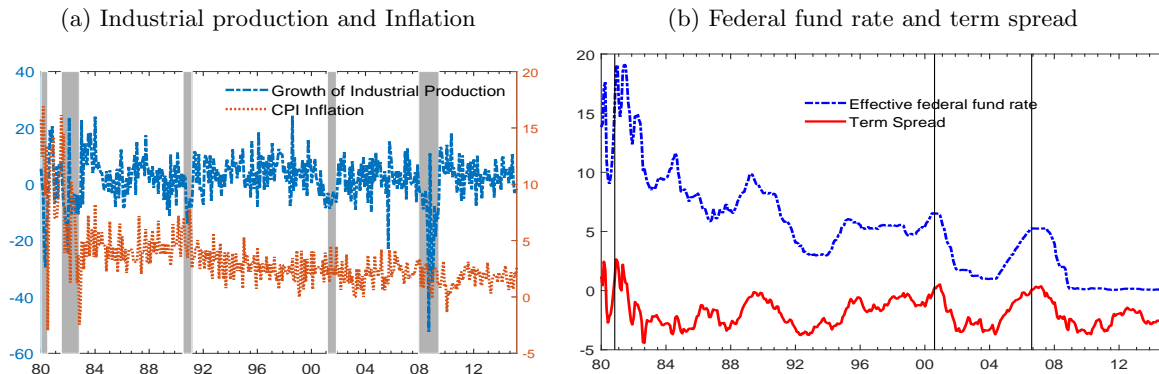 (a) Industrial production and Inflation
40
20
0
-20
-40
-60
20
15
10
5
0
-5
80 84 88 92 96 00 04 08 12
Growth of Industrial Production
CPI Inflation
(b) Federal fund rate and term spread
20
15
10
5
0
-5
80 84 88 92 96 00 04 08 12
Effective federal fund rate
Term Spread